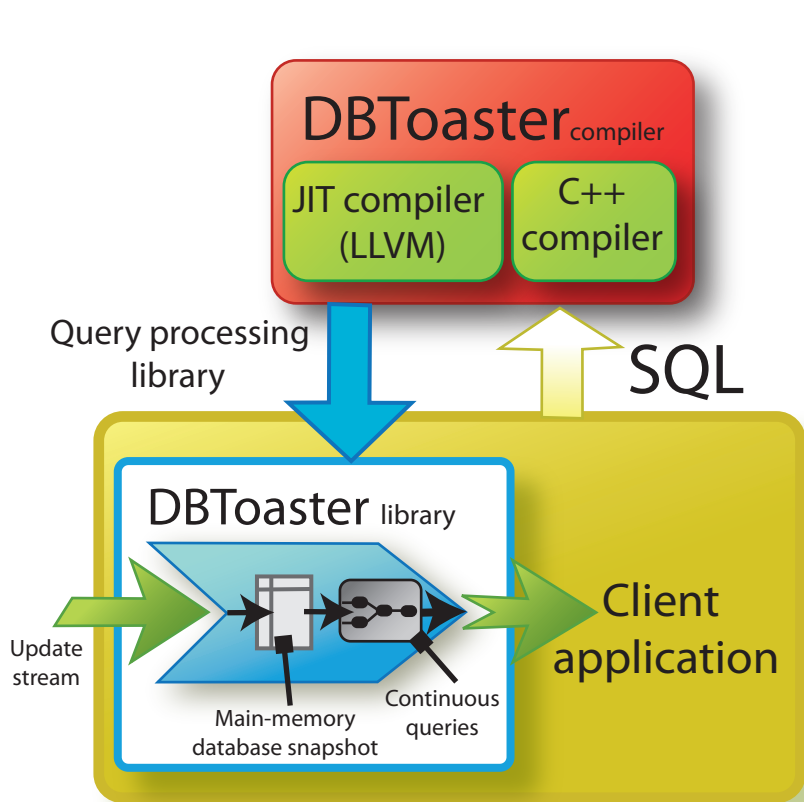 DBToaster compiler
JIT compiler
(LLVM)
C++
compiler
Query processing
library
SQL
DBToaster library
Update
stream
Main-memory
database snapshot
Continuous
queries
Client
application